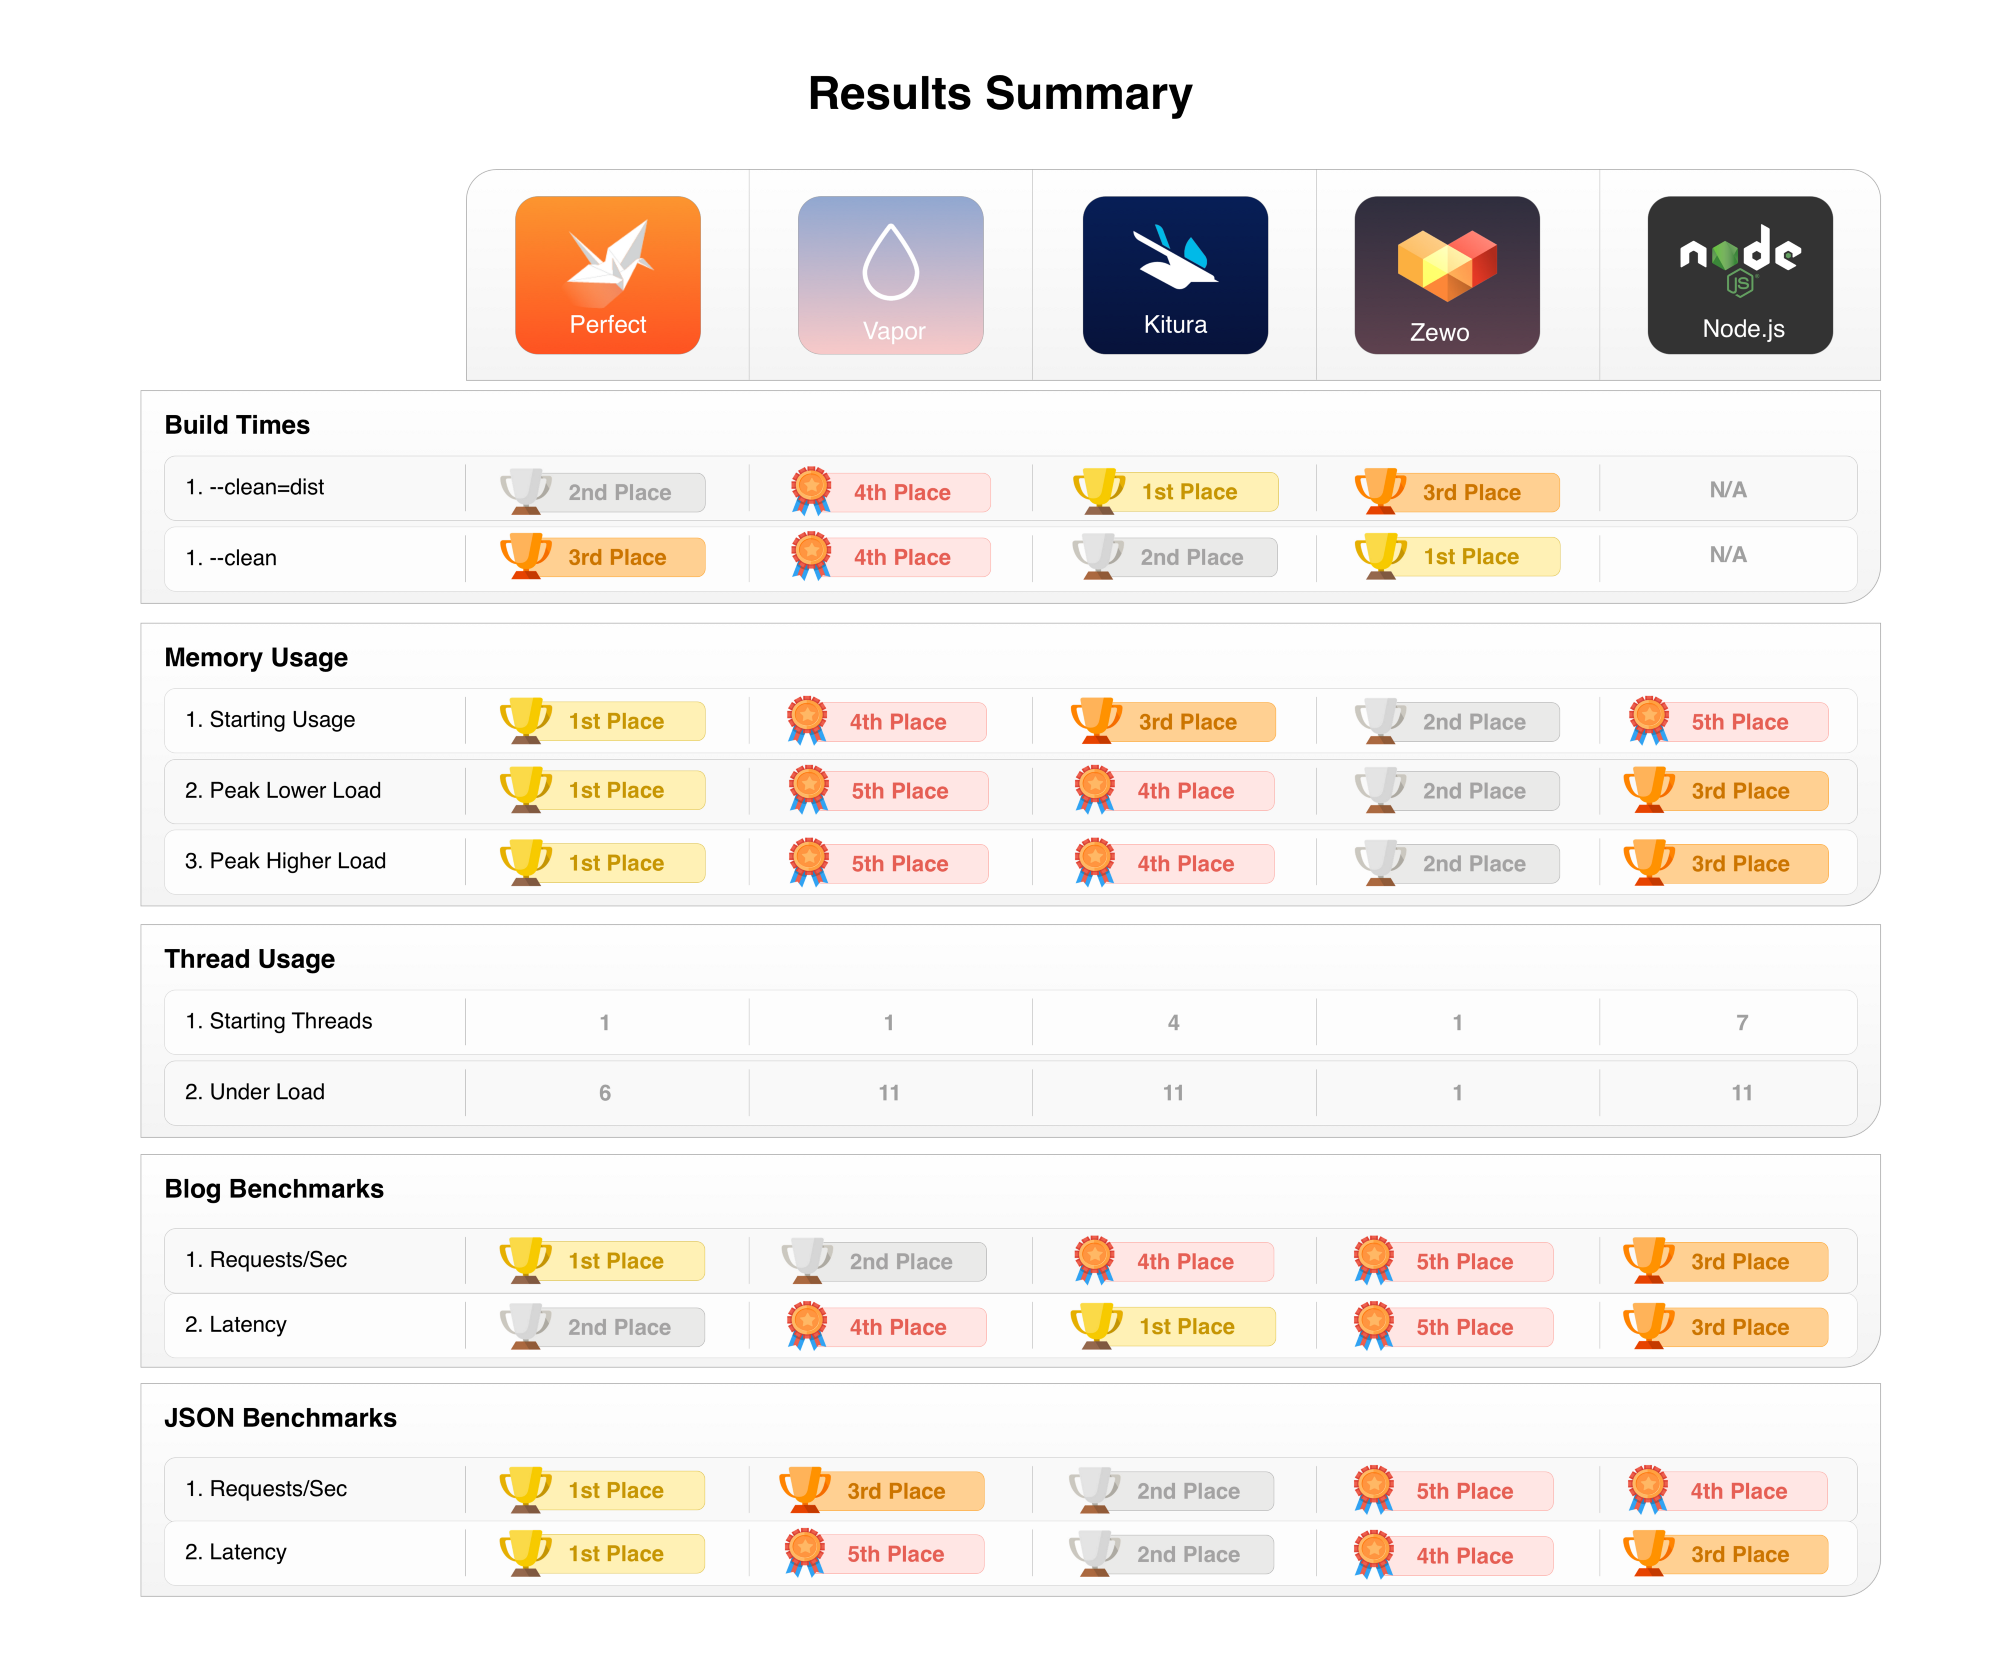 Results Summary
Perfect
Vapor
Kitura
Zewo
node
JS
Node.js
Build Times
1. --clean=dist 2nd Place 4th Place 1st Place 3rd Place N/A
1. --clean 3rd Place 4th Place 2nd Place 1st Place N/A
Memory Usage
1. Starting Usage 1st Place 4th Place 3rd Place 2nd Place 5th Place
2. Peak Lower Load 1st Place 5th Place 4th Place 2nd Place 3rd Place
3. Peak Higher Load 1st Place 5th Place 4th Place 2nd Place 3rd Place
Thread Usage
1. Starting Threads 1 1 4 1 7
2. Under Load 6 11 11 1 11
Blog Benchmarks
1. Requests/Sec 1st Place 2nd Place 4th Place 5th Place 3rd Place
2. Latency 2nd Place 4th Place 1st Place 5th Place 3rd Place
JSON Benchmarks
1. Requests/Sec 1st Place 3rd Place 2nd Place 5th Place 4th Place
2. Latency 1st Place 5th Place 2nd Place 4th Place 3rd Place